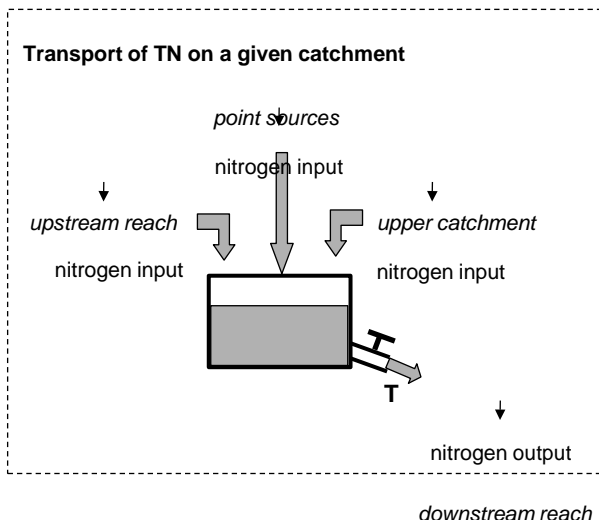 Transport of TN on a given catchment
point sources
nitrogen input
upstream reach
nitrogen input
upper catchment
nitrogen input
T
nitrogen output
downstream reach